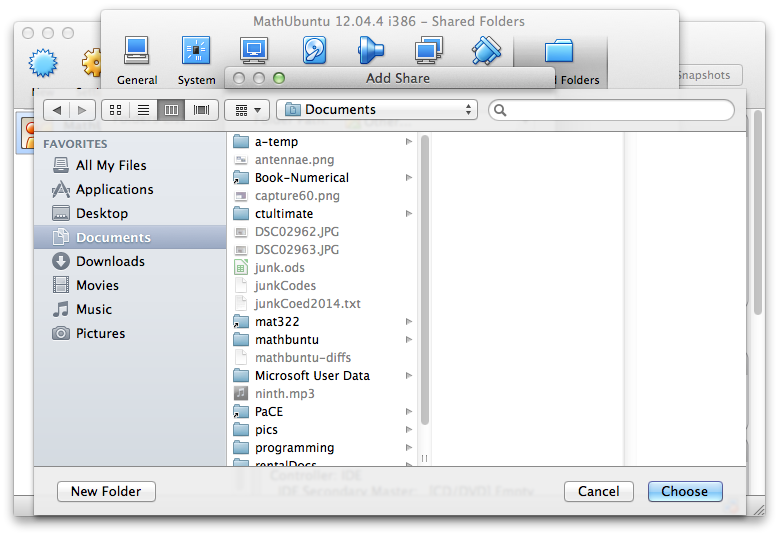 MathUbuntu 12.04.4 i386 – Shared Folders
General
System
Folders
Snapshots
Add Share
Documents
FAVORITES
All My Files
Applications
Desktop
Documents
Downloads
Movies
Music
Pictures
a-temp
antennae.png
Book-Numerical
capture60.png
ctultimate
DSC02962.JPG
DSC02963.JPG
junk.ods
junkCodes
junkCoed2014.txt
mat322
mathbuntu
mathbuntu-diffs
Microsoft User Data
ninth.mp3
PaCE
pics
programming
rentalDocs
Controller: IDE
IDE Secondary Master: [CD/DVD] Empty
New Folder
Cancel
Choose